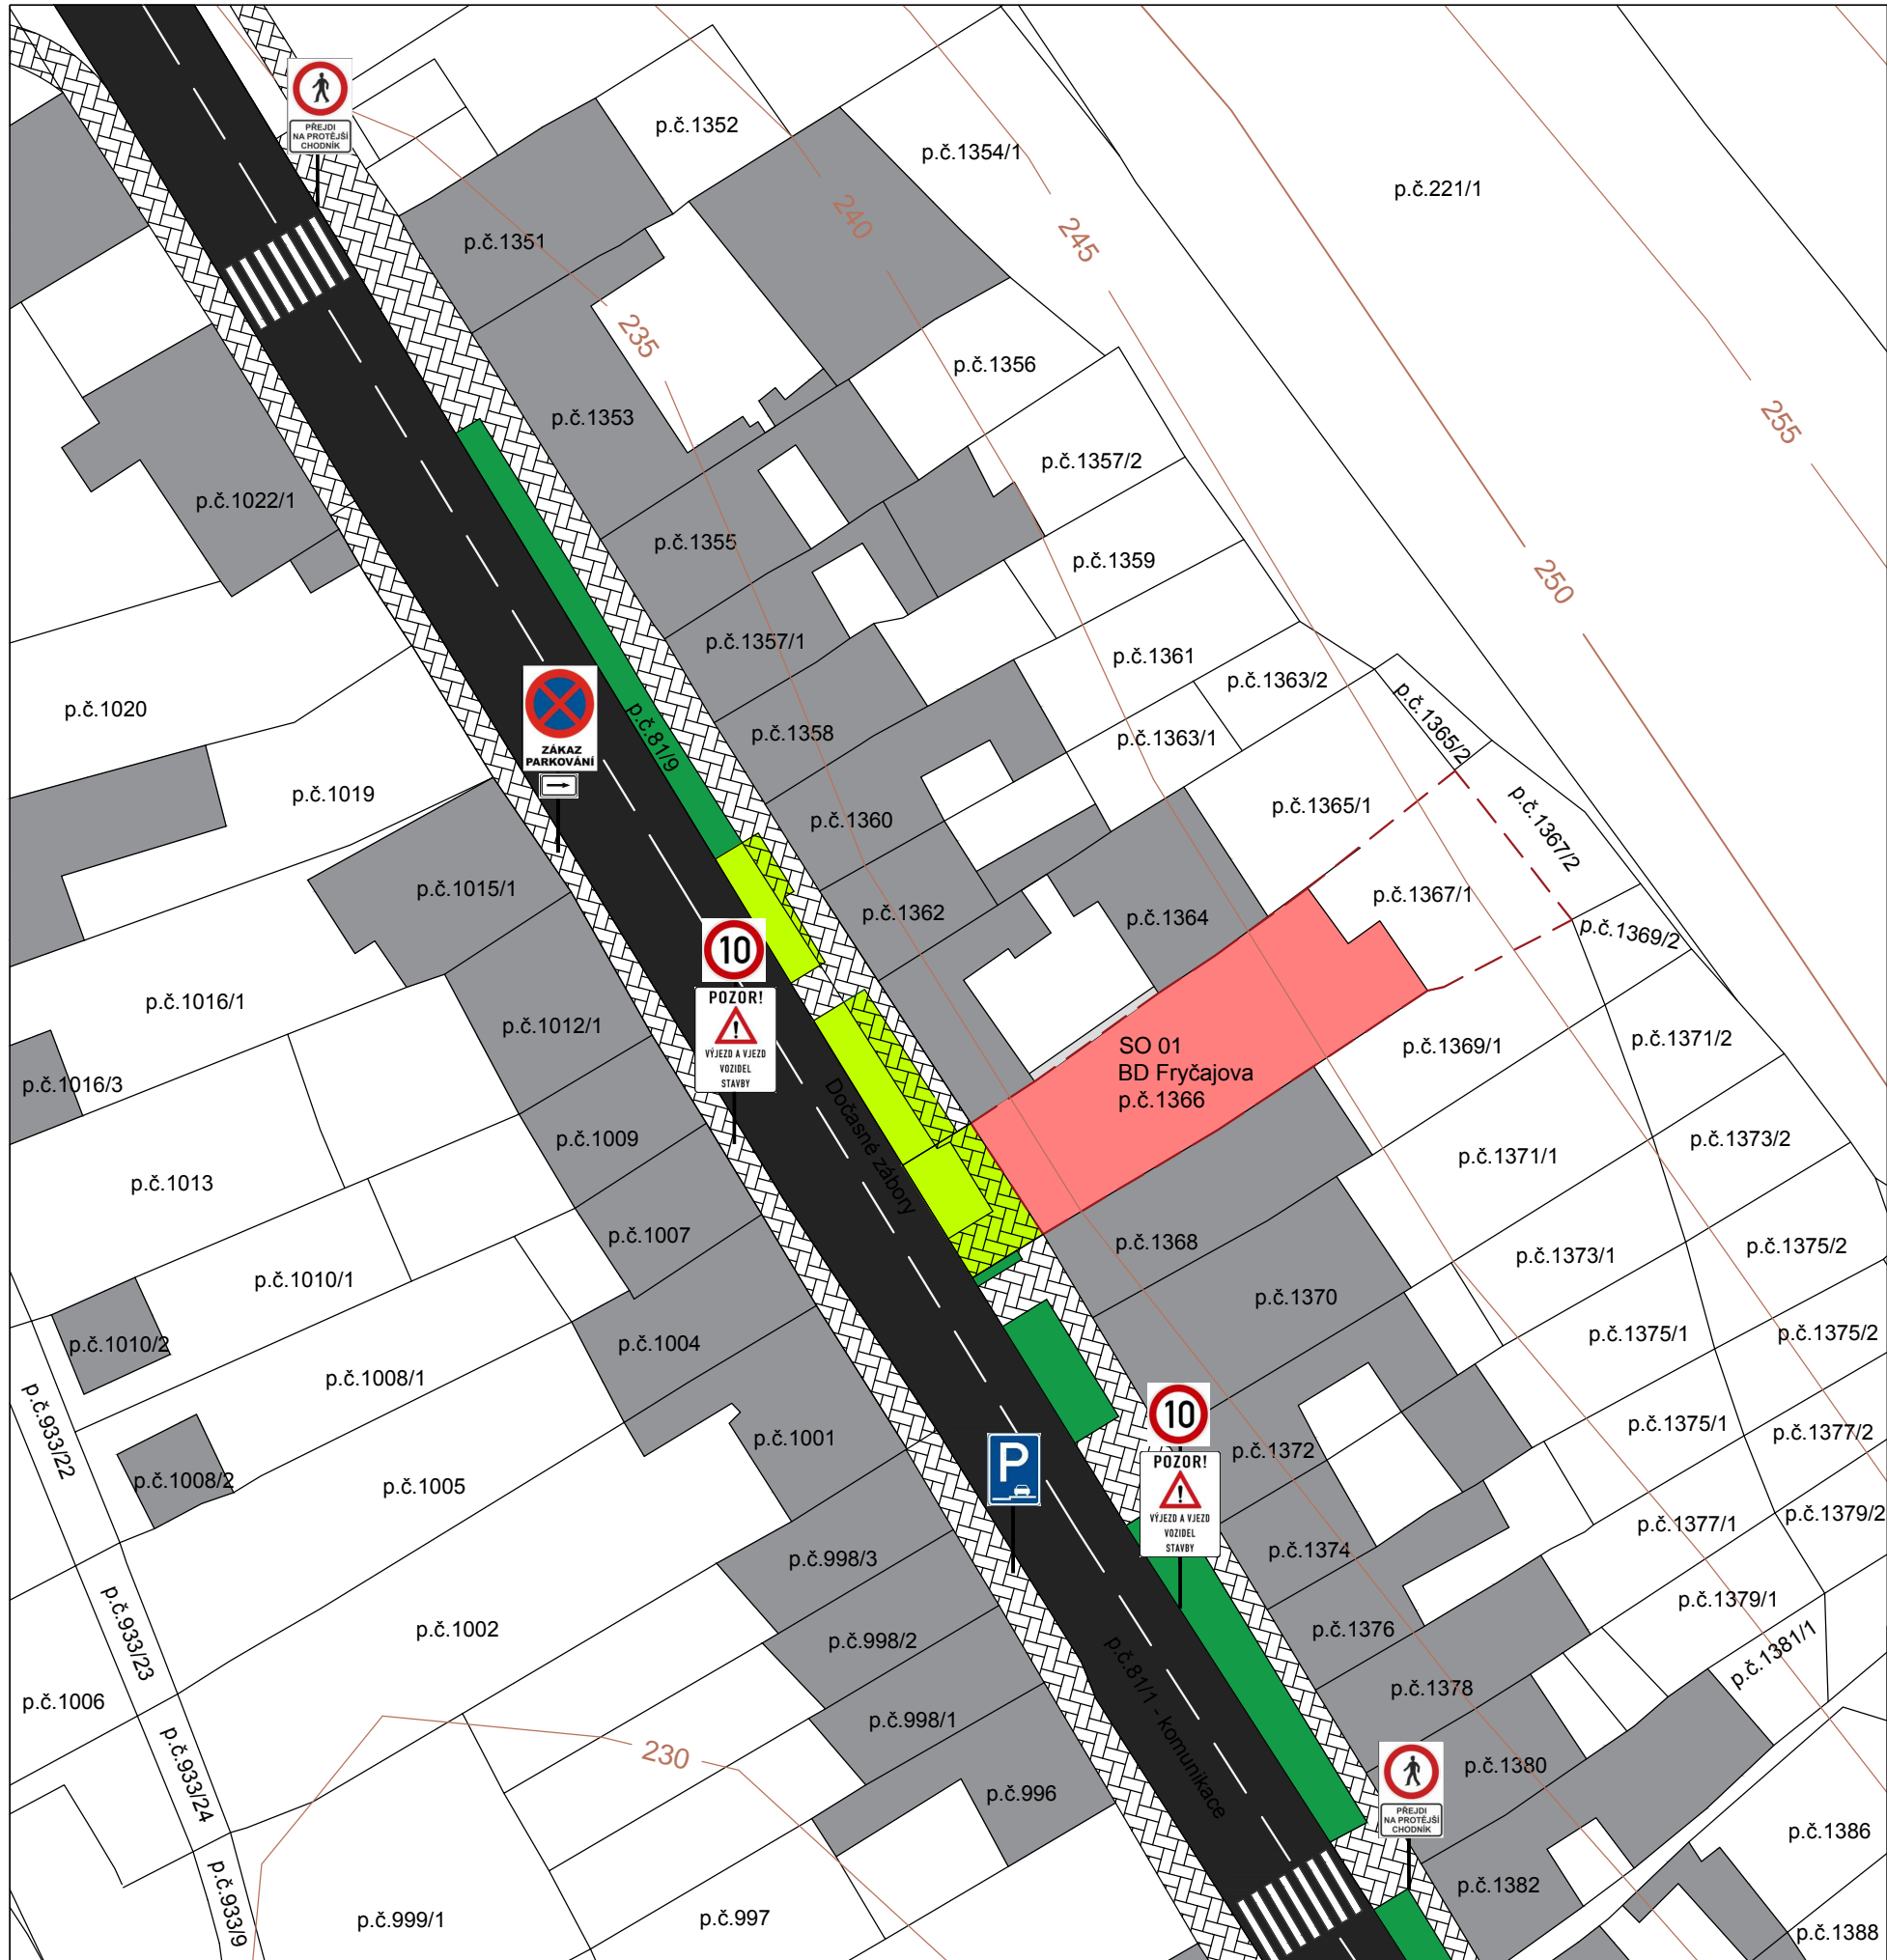 PŘEJDI
NA PROTĚJŠÍ
CHODNÍK
p.č.1352
p.č.1354/1
p.č.221/1
p.č.1351
240
245
235
p.č.1356
p.č.1353
255
p.č.1357/2
p.č.1022/1
p.č.1355
p.č.1359
250
p.č.1357/1
p.č.1361
p.č.1363/2
p.č.1020
p.č.81/9
p.č.1358
p.č.1363/1
p.č.1365/2
ZÁKAZ
PARKOVÁNÍ
p.č.1019
p.č.1360
p.č.1365/1
p.č.1367/2
p.č.1015/1
p.č.1362
p.č.1364
p.č.1367/1
p.č.1369/2
10
POZOR!
VÝJEZD A VJEZD
VOZIDEL
STAVBY
p.č.1016/1
p.č.1012/1
SO 01
BD Fryčajova
p.č.1366
p.č.1369/1
p.č.1371/2
p.č.1016/3
Dočasné zábory
p.č.1009
p.č.1371/1
p.č.1373/2
p.č.1013
p.č.1007
p.č.1368
p.č.1373/1
p.č.1375/2
p.č.1010/1
p.č.1370
p.č.1010/2
p.č.1004
p.č.1375/1
p.č.1375/2
p.č.1008/1
p.č.933/22
10
POZOR!
VÝJEZD A VJEZD
VOZIDEL
STAVBY
p.č.1001
p.č.1372
p.č.1375/1
p.č.1377/2
P
p.č.1008/2
p.č.1005
p.č.998/3
p.č.1374
p.č.1377/1
p.č.1379/2
p.č.933/23
p.č.1002
p.č.998/2
p.č.1376
p.č.1379/1
p.č.1381/1
p.č.1006
p.č.998/1
p.č.81/1 - komunikace
p.č.1378
p.č.933/24
230
p.č.1380
p.č.996
PŘEJDI
NA PROTĚJŠÍ
CHODNÍK
p.č.1386
p.č.933/9
p.č.999/1
p.č.997
p.č.1382
p.č.1388